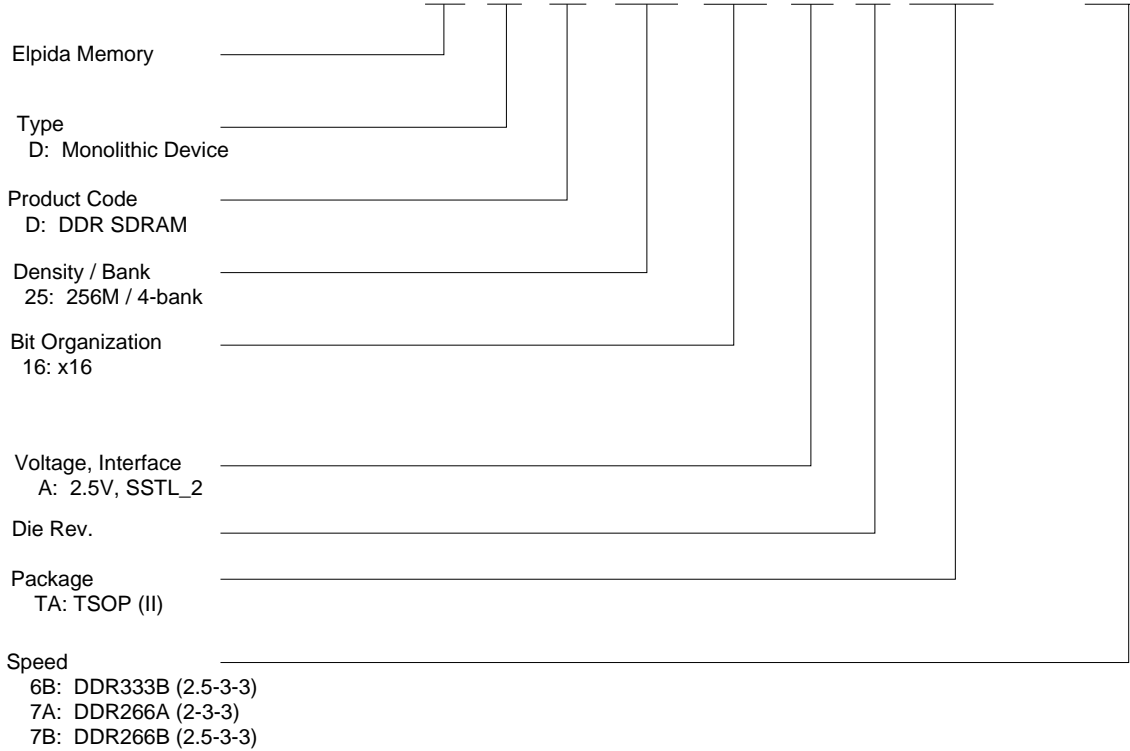 Elpida Memory
Type
D: Monolithic Device
Product Code
D: DDR SDRAM
Density / Bank
25: 256M / 4-bank
Bit Organization
16: x16
Voltage, Interface
A: 2.5V, SSTL_2
Die Rev.
Package
TA: TSOP (II)
Speed
6B: DDR333B (2.5-3-3)
7A: DDR266A (2-3-3)
7B: DDR266B (2.5-3-3)